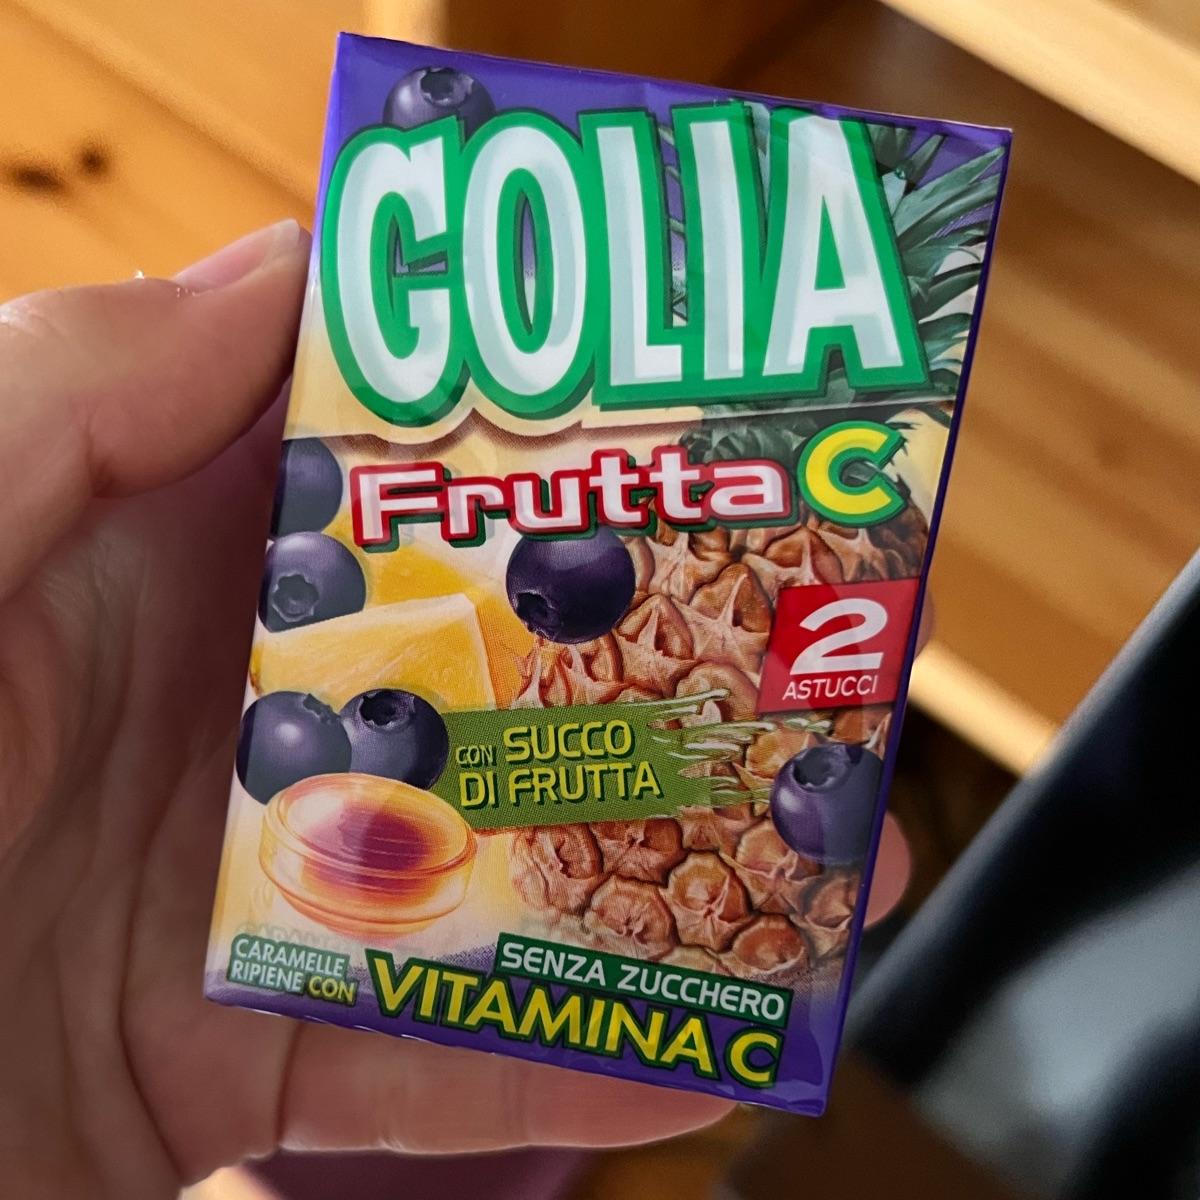 GOLIA
Frutta C
2
ASTUCCI
CON SUCCO
DI FRUTTA
SENZA ZUCCHERO
CARAMELLE
RIPIENE CON
VITAMINA C